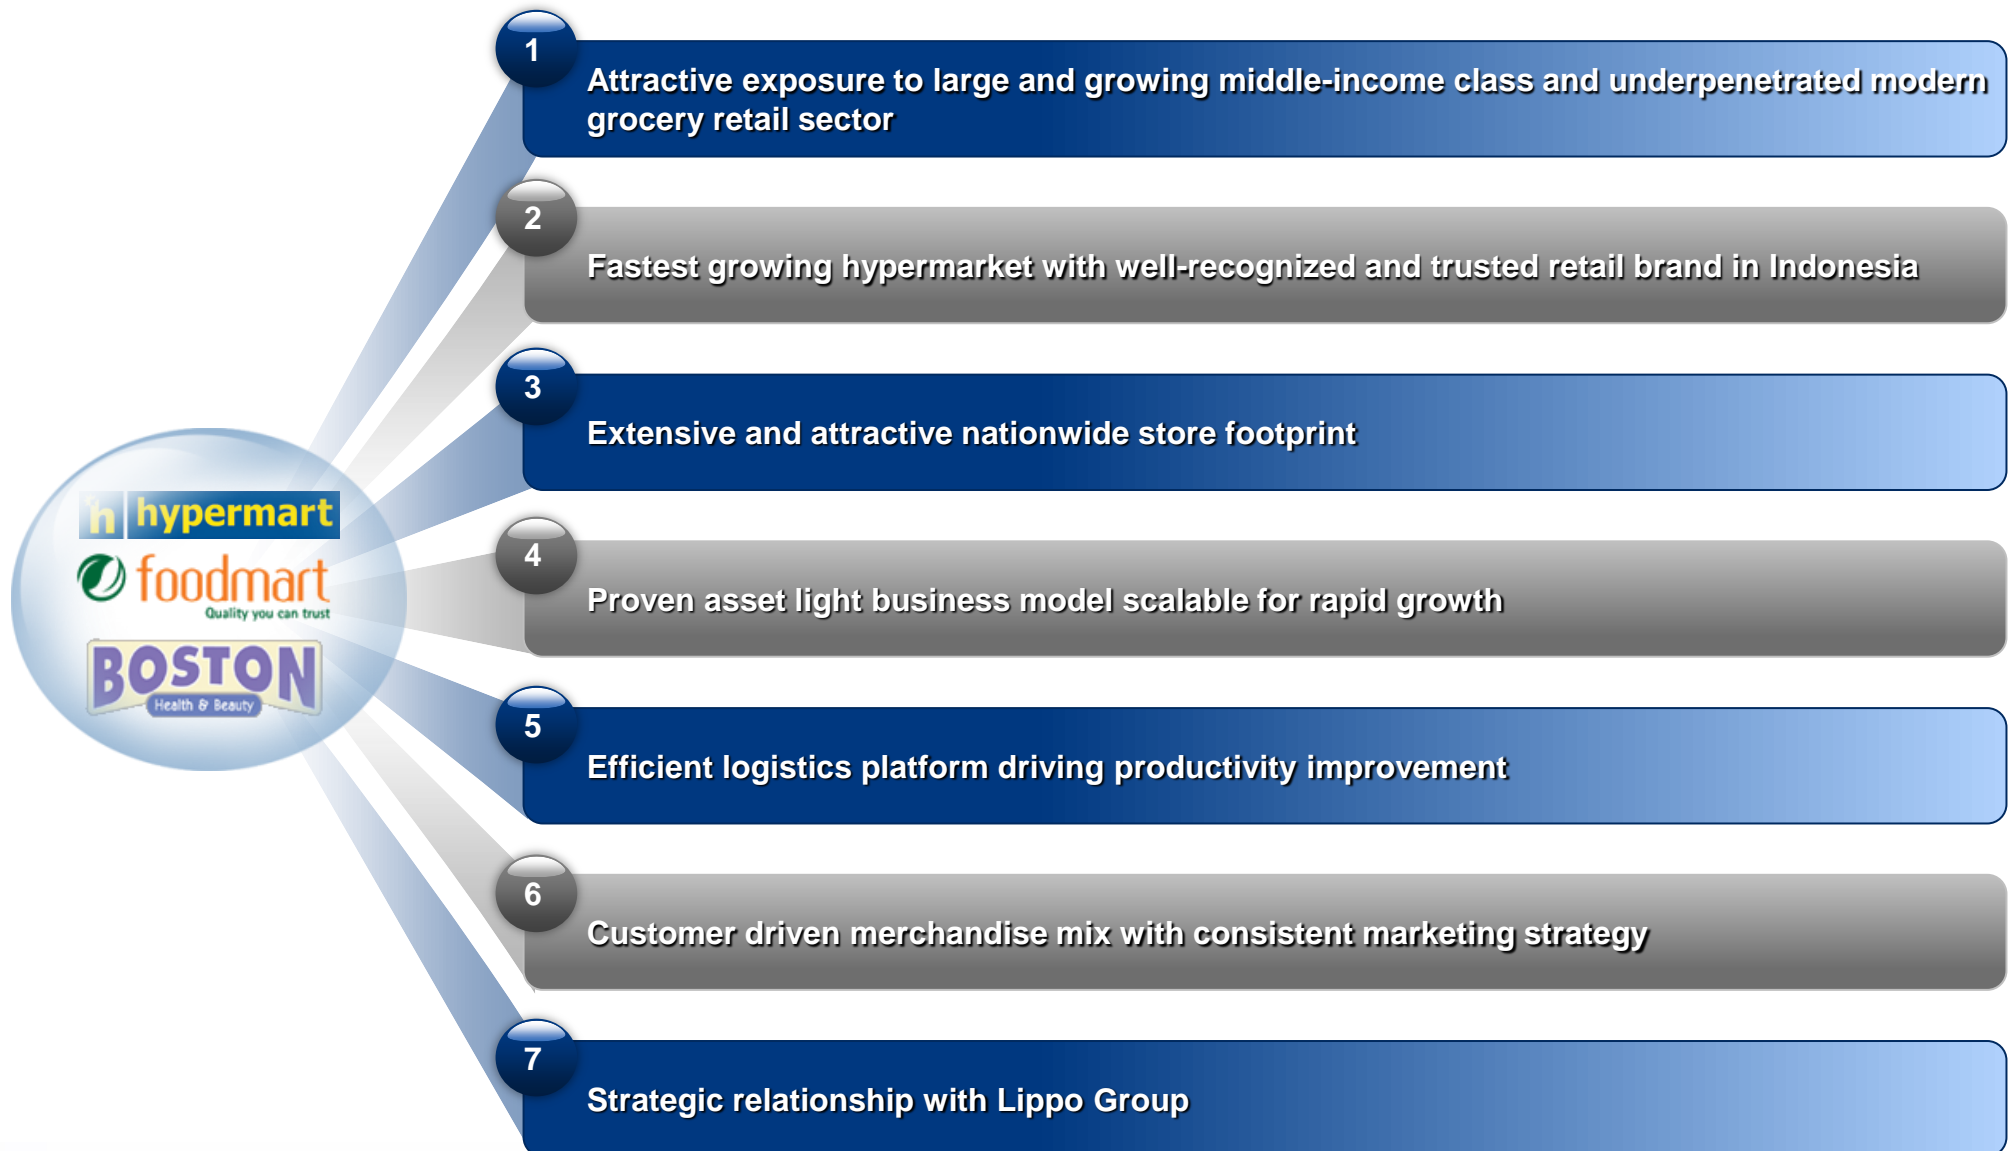 1
Attractive exposure to large and growing middle-income class and underpenetrated modern
grocery retail sector
2
Fastest growing hypermarket with well-recognized and trusted retail brand in Indonesia
3
Extensive and attractive nationwide store footprint
h hypermart
foodmart
Quality you can trust
BOSTON
Health & Beauty
4
Proven asset light business model scalable for rapid growth
5
Efficient logistics platform driving productivity improvement
6
Customer driven merchandise mix with consistent marketing strategy
7
Strategic relationship with Lippo Group